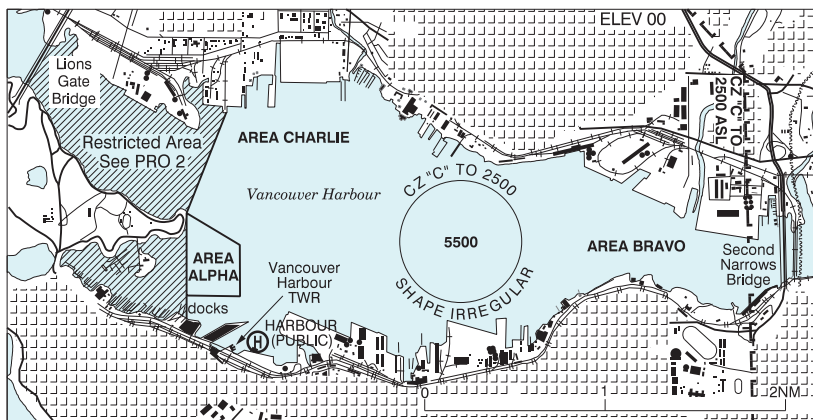 ELEV 00
Lions
Gate
Bridge
CZ "C" TO
2500 ASL
Restricted Area
See PRO 2
AREA CHARLIE
CZ "C" TO 2500
Vancouver Harbour
5500
AREA BRAVO
AREA
ALPHA
Second
Narrows
Bridge
Vancouver
Harbour
TWR
SHAPE IRREGULAR
docks
H
HARBOUR
(PUBLIC)
0
1
2NM